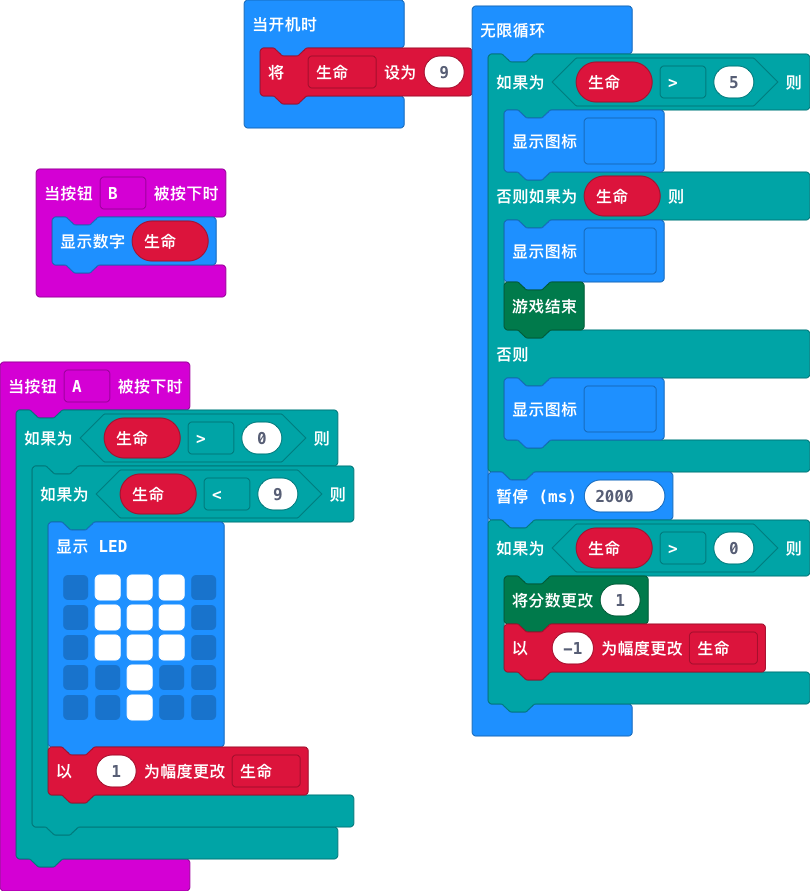 当开机时
将 生命 设为 9
当按钮 B 被按下时
显示数字 生命
当按钮 A 被按下时
如果为 生命 > 0 则
如果为 生命 < 9 则
显示 LED
以 1 为幅度更改 生命
无限循环
如果为 生命 > 5 则
显示图标
否则如果为 生命 则
显示图标
游戏结束
否则
显示图标
暂停 (ms) 2000
如果为 生命 > 0 则
将分数更改 1
以 -1 为幅度更改 生命